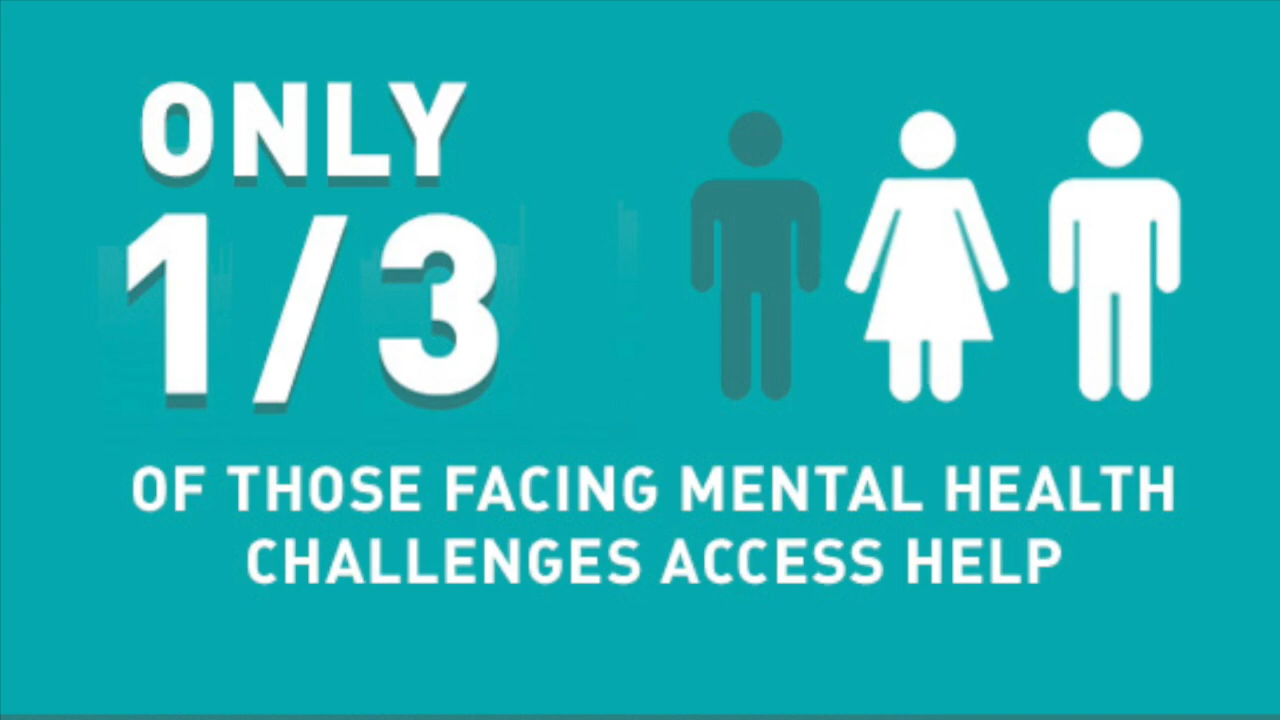 ONLY
1/3
OF THOSE FACING MENTAL HEALTH
CHALLENGES ACCESS HELP